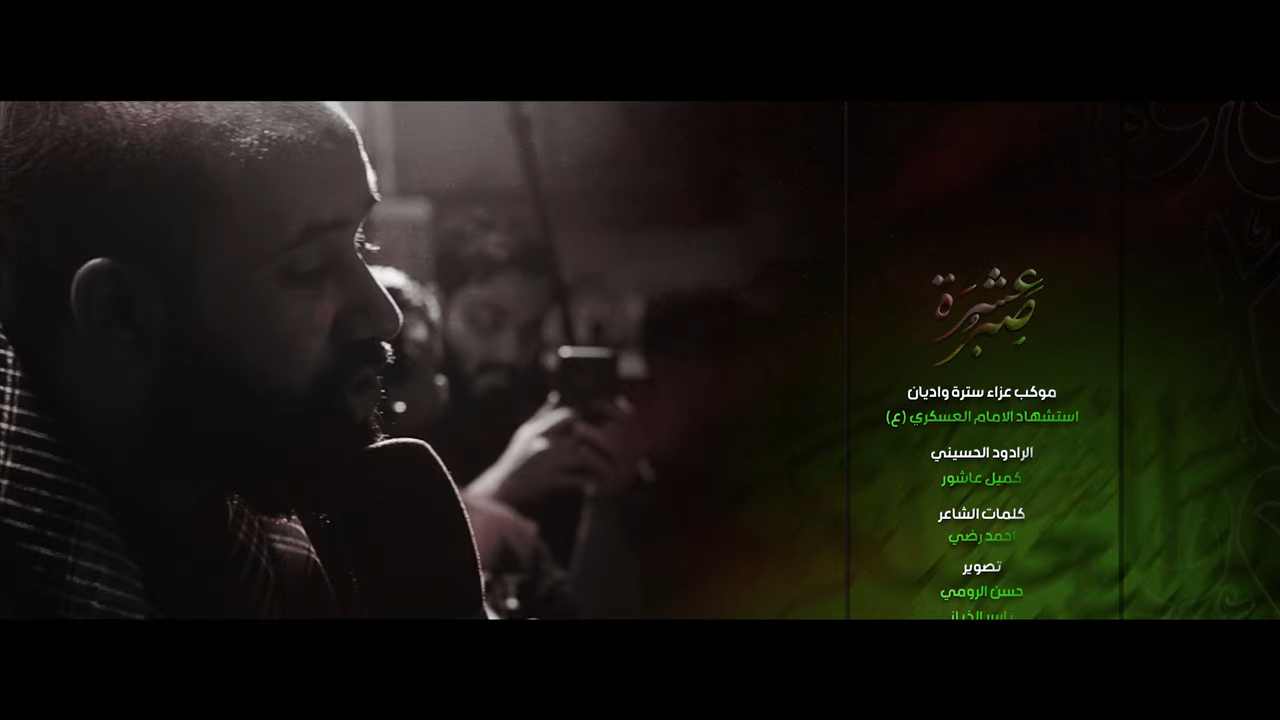 عشرة صبر
موكب عزاء سترة واديان
استشهاد الامام العسكري (ع)
الرادود الحسيني
كميل عاشور
كلمات الشاعر
احمد رضي
تصوير
حسن الرومي